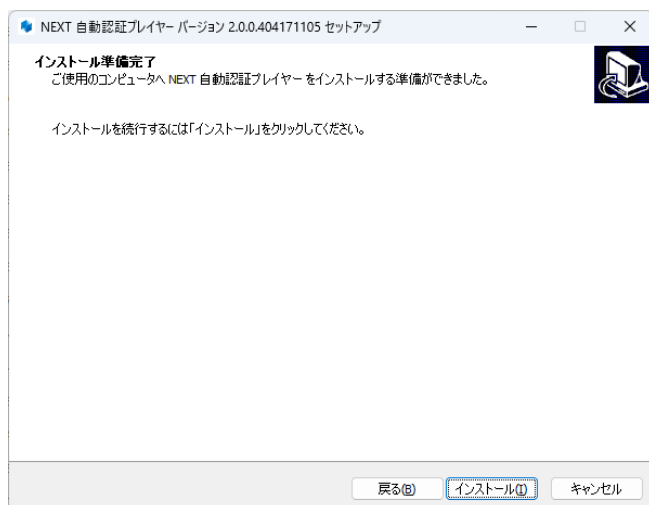 NEXT 自動認証プレイヤー バージョン 2.0.0.404171105 セットアップ
インストール準備完了
ご使用のコンピュータへ NEXT 自動認証プレイヤー をインストールする準備ができました。
インストールを続行するには「インストール」をクリックしてください。
戻る(B) インストール(I) キャンセル